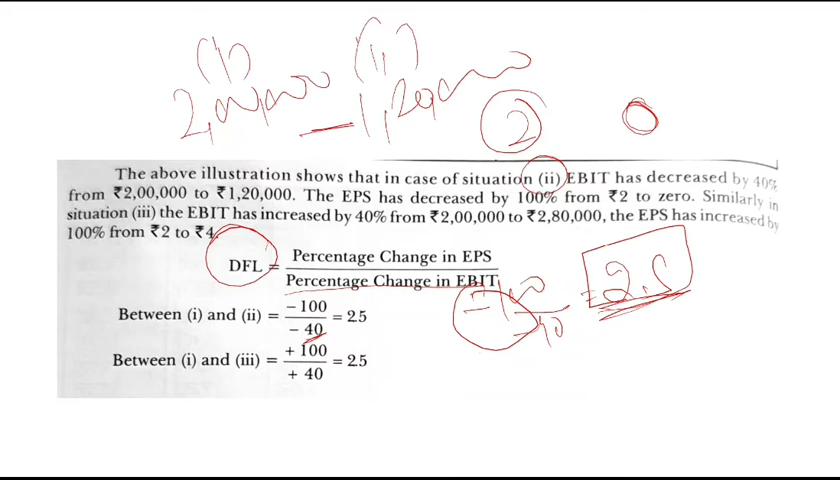 (i) (ii)
2,00,000 – 1,20,000
2 0
The above illustration shows that in case of situation (ii) EBIT has decreased by 40%
from ₹2,00,000 to ₹1,20,000. The EPS has decreased by 100% from ₹2 to zero. Similarly in
situation (iii) the EBIT has increased by 40% from ₹2,00,000 to ₹2,80,000, the EPS has increased by
100% from ₹2 to ₹4.
DFL = Percentage Change in EPS
Percentage Change in EBIT
Between (i) and (ii) = −100
− 40 = 25
Between (i) and (iii) = +100
+ 40 = 25
−100
−40 = 2.5